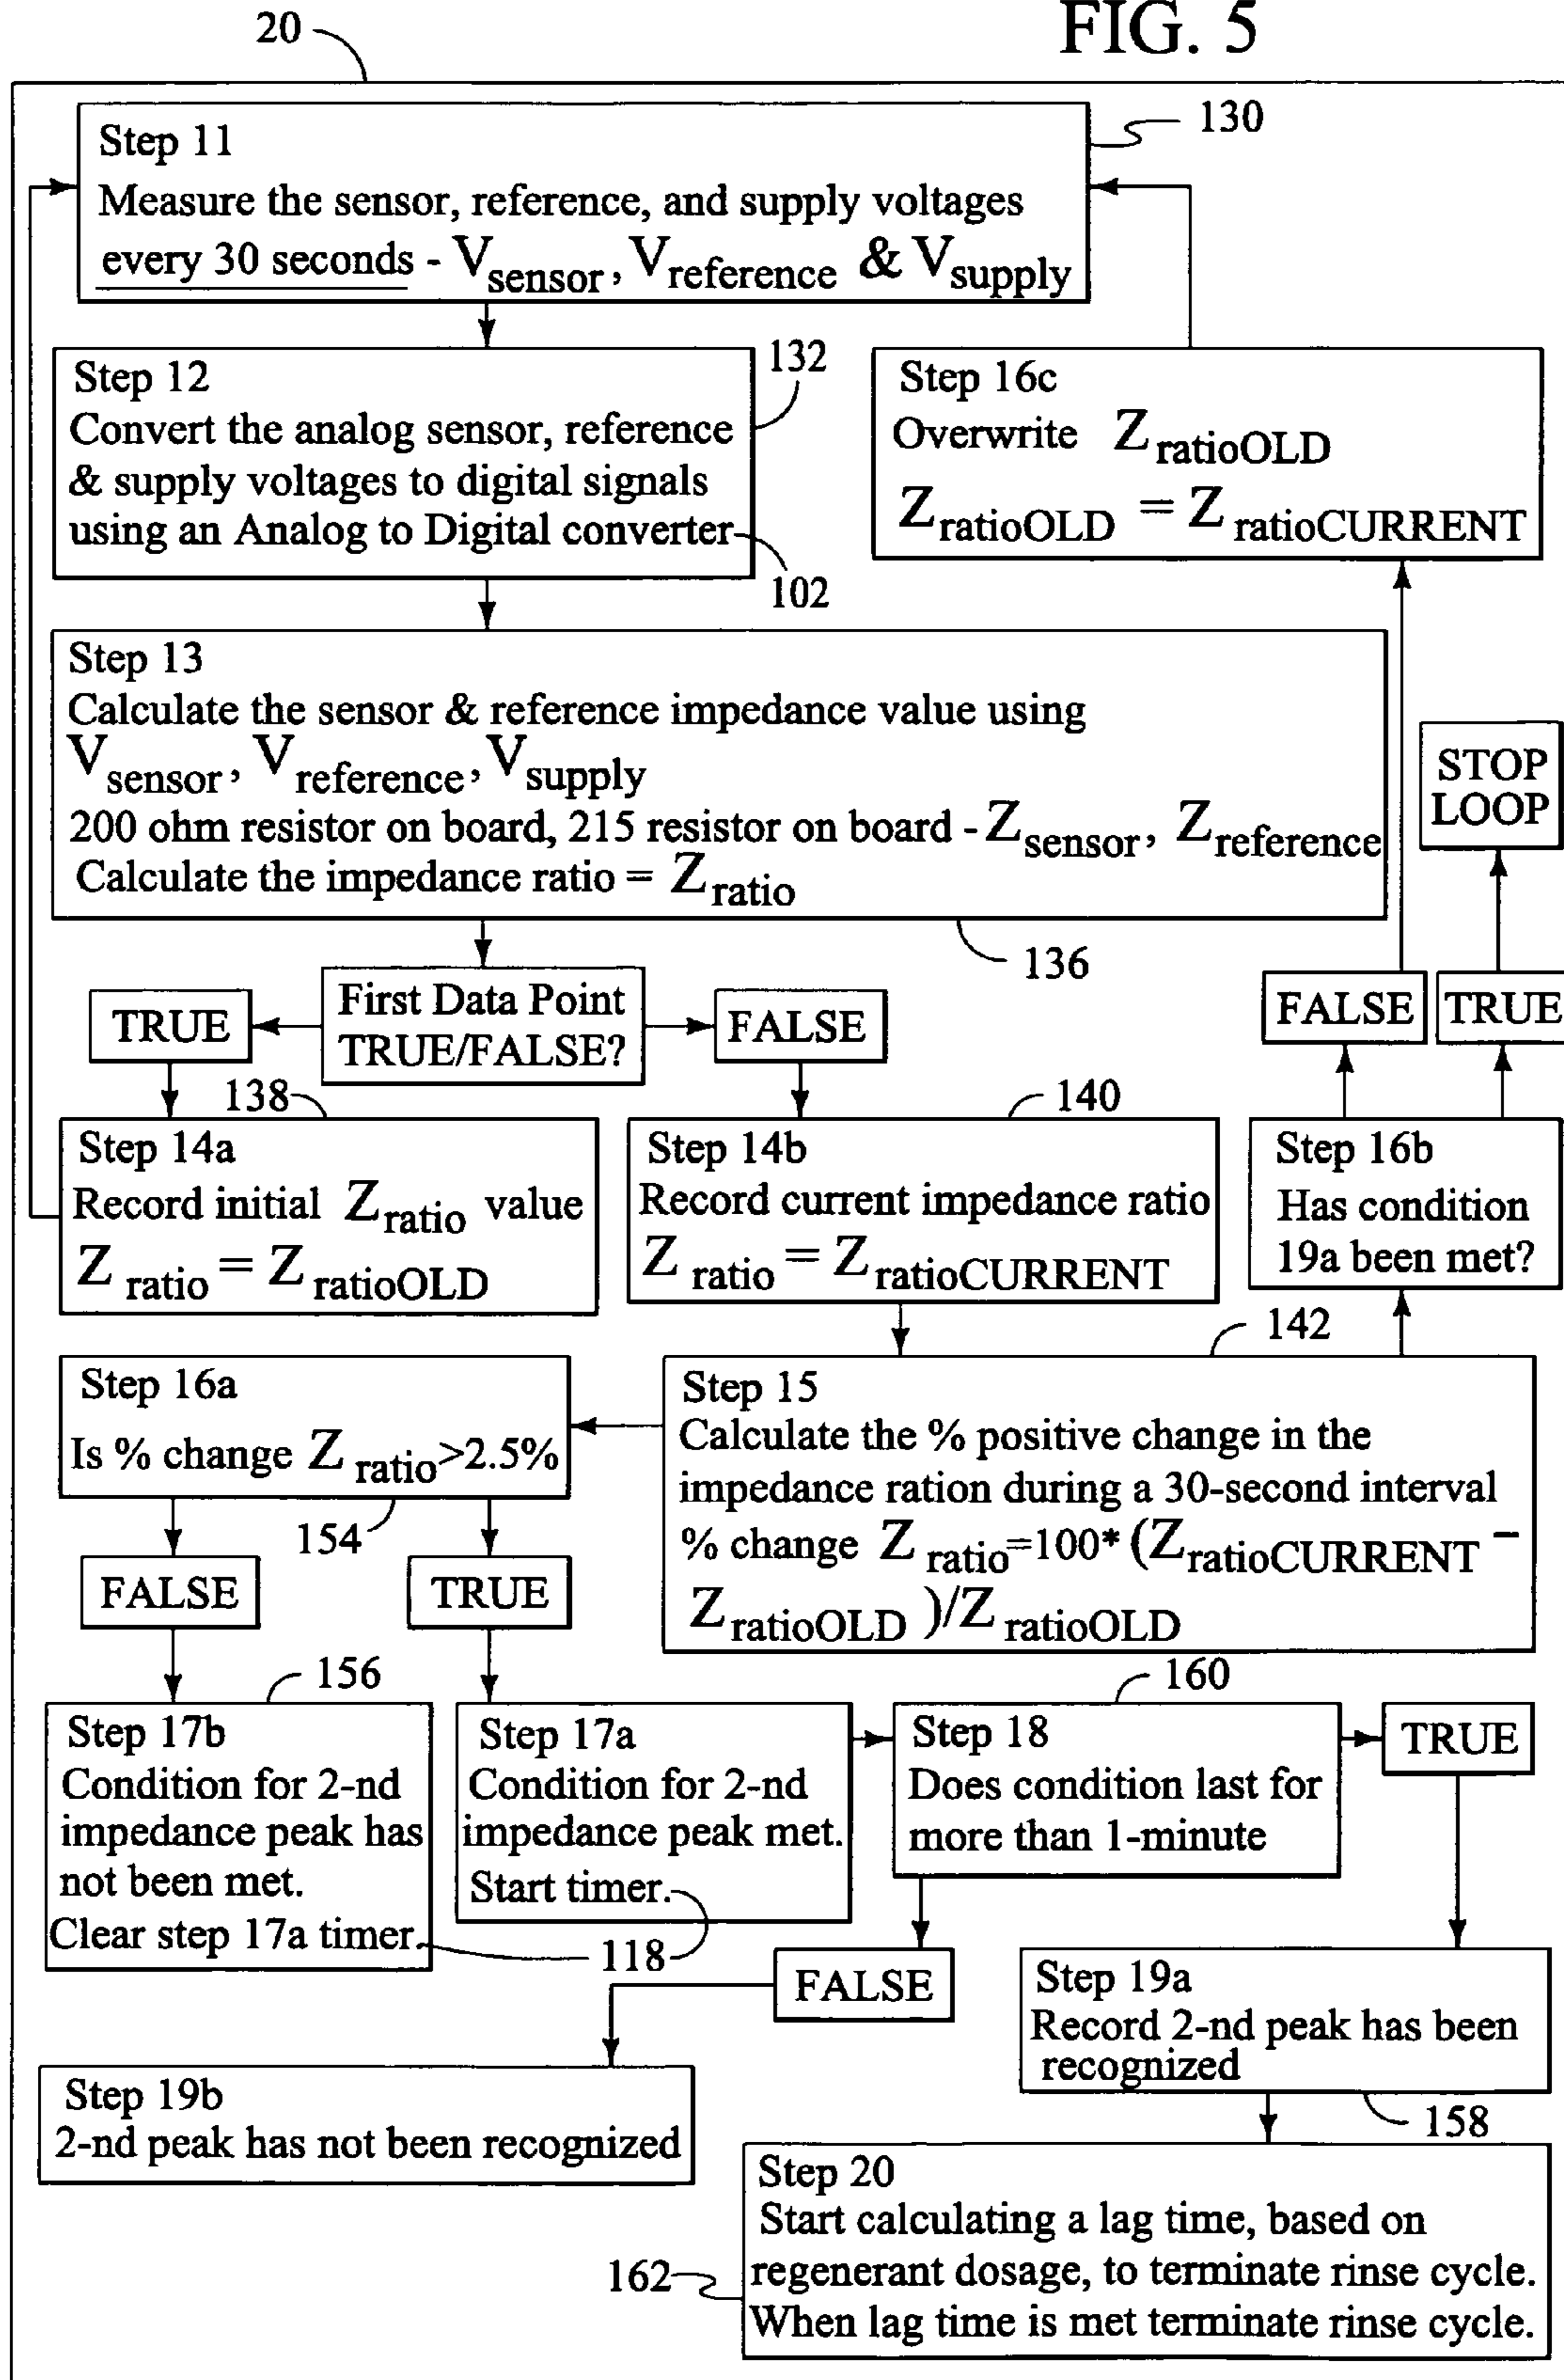 FIG. 5
20
Step 11
130
Measure the sensor, reference, and supply voltages
every 30 seconds - Vsensor, Vreference & Vsupply
Step 12
132
Convert the analog sensor, reference
& supply voltages to digital signals
using an Analog to Digital converter
102
Step 16c
Overwrite ZratioOLD
ZratioOLD = ZratioCURRENT
Step 13
Calculate the sensor & reference impedance value using
Vsensor, Vreference, Vsupply
200 ohm resistor on board, 215 resistor on board - Zsensor, Zreference
Calculate the impedance ratio = Zratio
136
STOP
LOOP
First Data Point
TRUE/FALSE?
TRUE
FALSE
FALSE
TRUE
138
Step 14a
Record initial Zratio value
Zratio = ZratioOLD
140
Step 14b
Record current impedance ratio
Zratio = ZratioCURRENT
Step 16b
Has condition
19a been met?
142
Step 16a
Is % change Zratio>2.5%
154
Step 15
Calculate the % positive change in the
impedance ration during a 30-second interval
% change Zratio=100* (ZratioCURRENT -
ZratioOLD )/ZratioOLD
FALSE
TRUE
156
Step 17b
Condition for 2-nd
impedance peak has
not been met.
Clear step 17a timer.
Step 17a
Condition for 2-nd
impedance peak met.
Start timer.
118
160
Step 18
Does condition last for
more than 1-minute
TRUE
FALSE
Step 19a
Record 2-nd peak has been
recognized
158
Step 19b
2-nd peak has not been recognized
Step 20
Start calculating a lag time, based on
regenerant dosage, to terminate rinse cycle.
When lag time is met terminate rinse cycle.
162